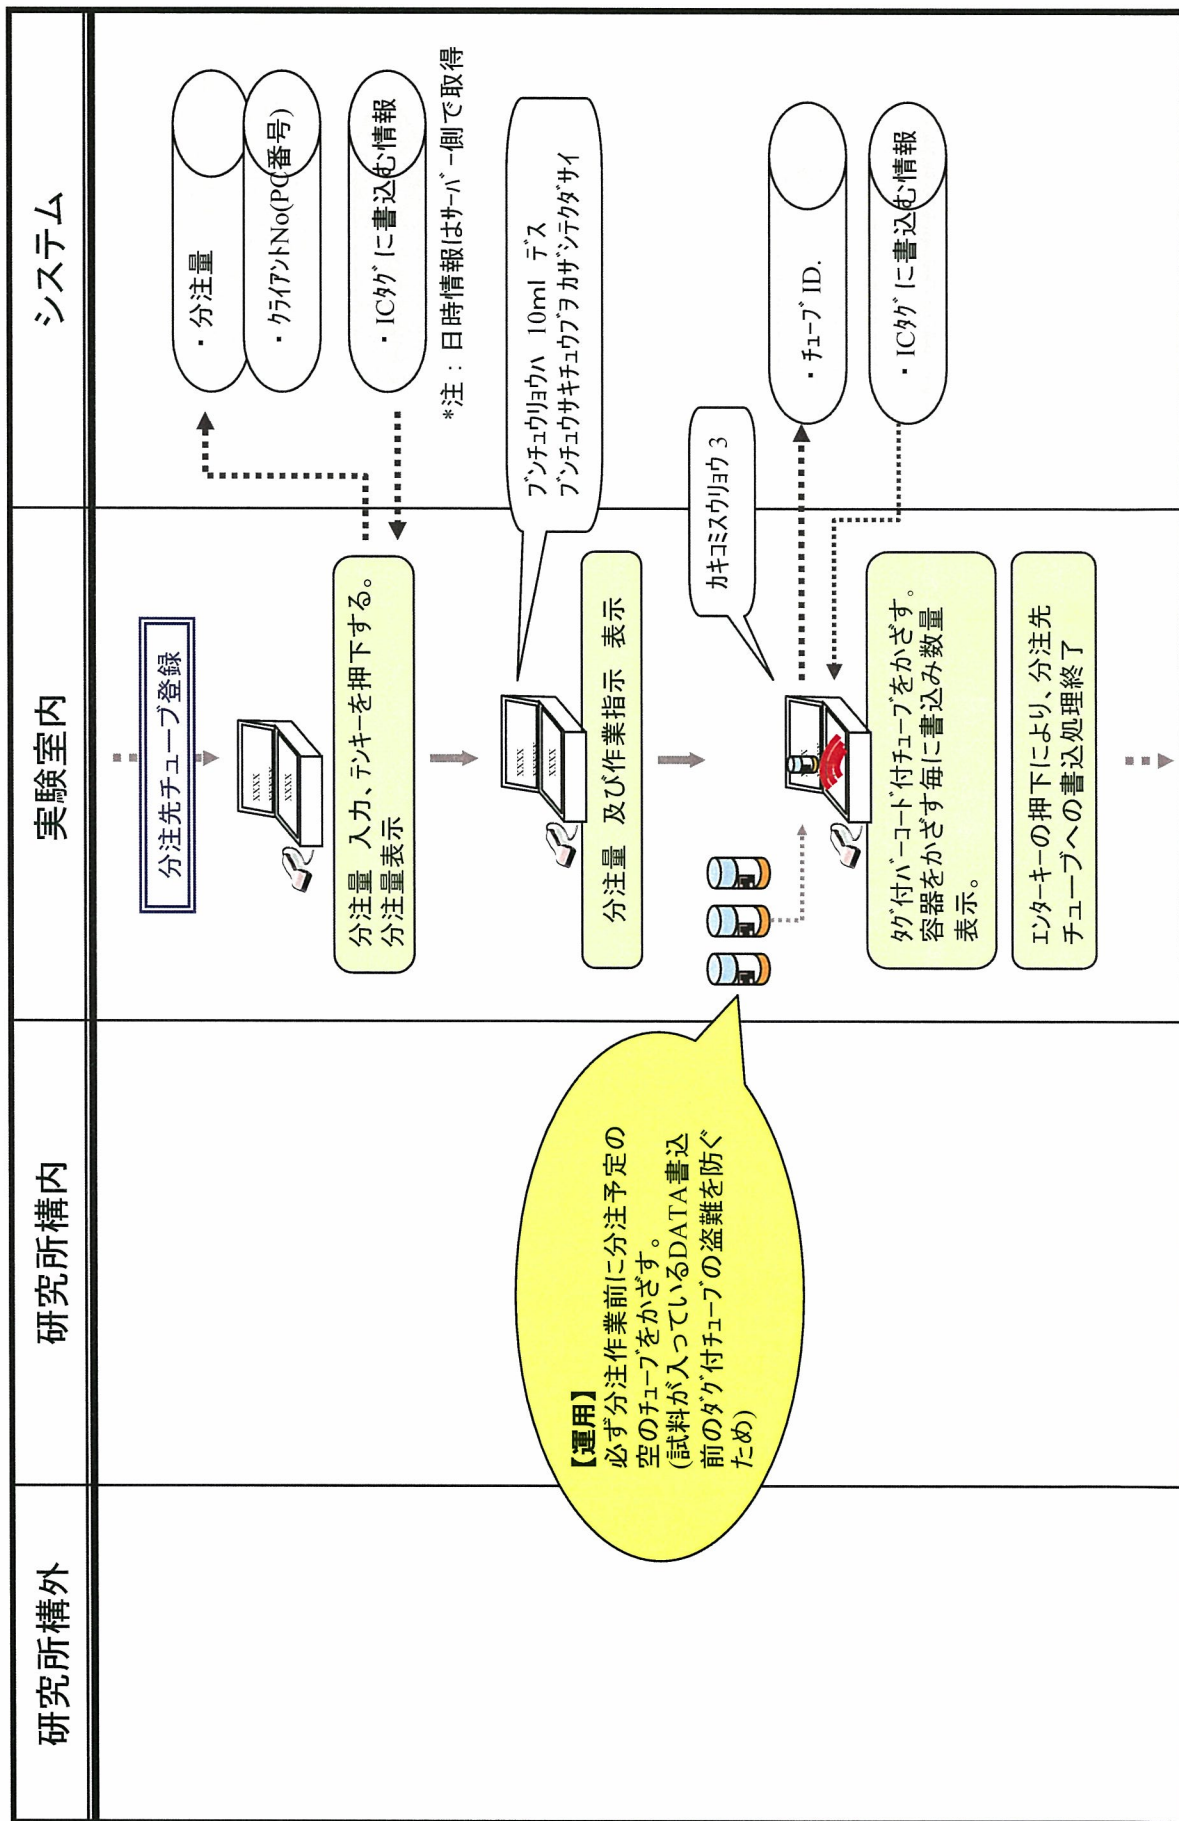 研究所構外
研究所構内
実験室内
システム
分注先チューブ登録
XXXX
XXXX
XXXX
分注量 入力、テンキーを押下する。
分注量表示
・分注量
・クライアントNo(PC番号)
・ICタグに書込む情報
*注：日時情報はサーバー側で取得
XXXX
XXXX
XXXX
ブンチュウリョウハ 10ml デス
ブンチュウサキチュウブヲカザシテクダサイ
分注量 及び作業指示 表示
【運用】
必ず分注作業前に分注予定の
空のチューブをかざす。
(試料が入っているDATA書込
前のタグ付チューブの盗難を防ぐ
ため)
XXXX
XXXX
カキコミスウリョウ 3
・チューブID.
・ICタグに書込む情報
タグ付バーコード付チューブをかざす。
容器をかざす毎に書込み数量
表示。
エンターキーの押下により、分注先
チューブへの書込処理終了